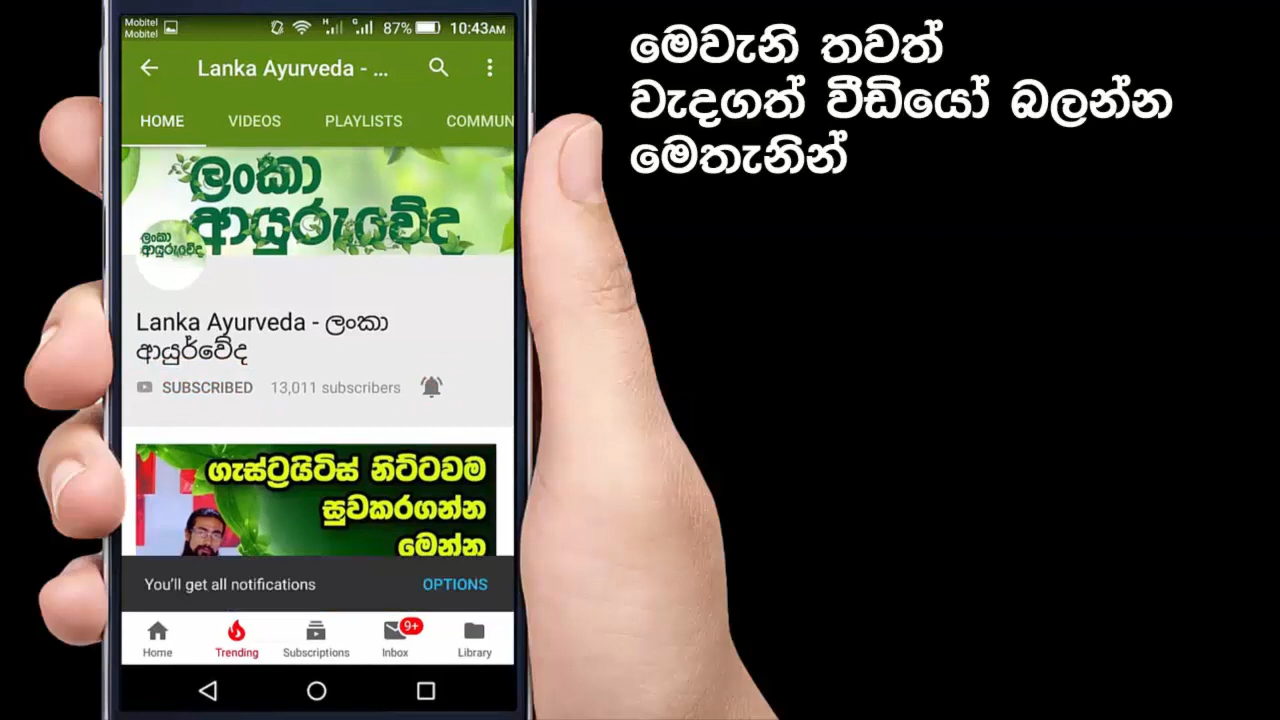 Mobitel
Mobitel
H
G
87%
10:43AM
Lanka Ayurveda - ...
HOME
VIDEOS
PLAYLISTS
COMMUN
ලංකා
ආයුරුවේද
ලංකා
ආයුරුවේද
Lanka Ayurveda - ලංකා
ආයුර්වේද
SUBSCRIBED 13,011 subscribers
ගැස්ට්‍රයිටිස් නිට්ටවම
සුවකරගන්න
මෙන්න
You'll get all notifications OPTIONS
9+
Home Trending Subscriptions Inbox Library
මෙවැනි තවත්
වැදගත් වීඩියෝ බලන්න
මෙතැනින්